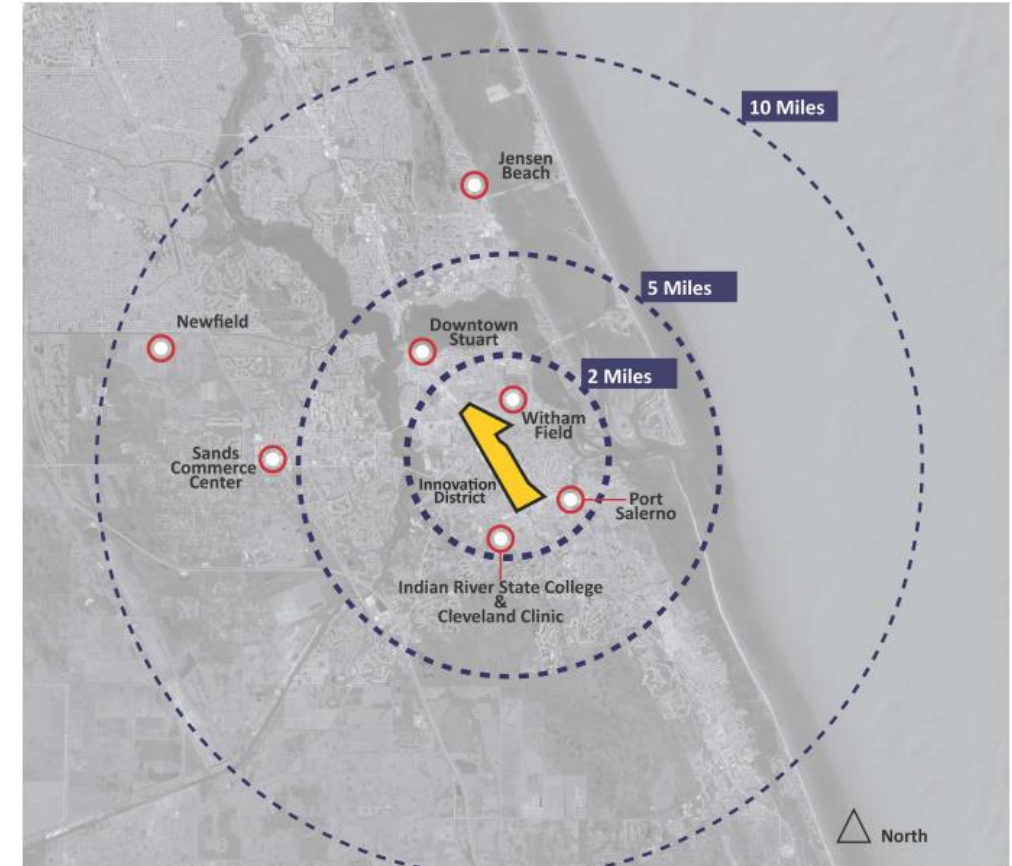 10 Miles
Jensen
Beach
5 Miles
Newfield
Downtown
Stuart
2 Miles
Witham
Field
Sands
Commerce
Center
Innovation
District
Port
Salerno
Indian River State College
&
Cleveland Clinic
North